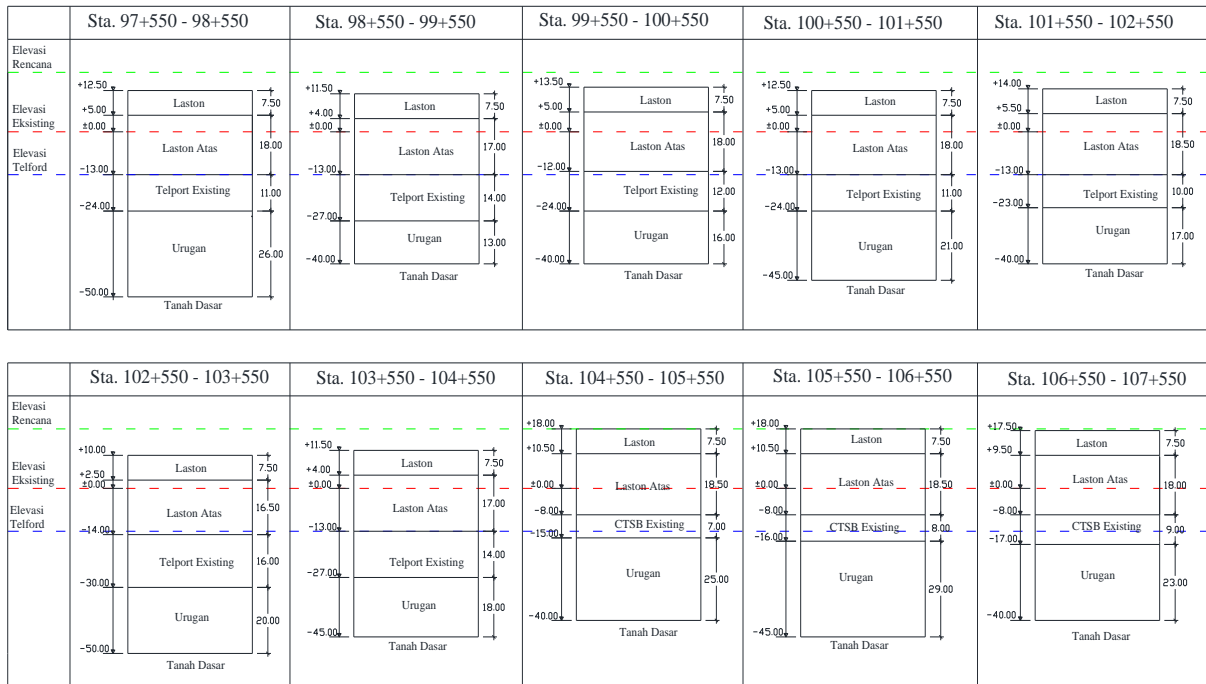 Sta. 97+550 - 98+550
Sta. 98+550 - 99+550
Sta. 99+550 - 100+550
Sta. 100+550 - 101+550
Sta. 101+550 - 102+550
Elevasi
Rencana
Elevasi
Eksisting
Elevasi
Telford
+12.50
+5.00
±0.00
-13.00
-24.00
-50.00
Laston
Laston Atas
Telport Existing
Urugan
Tanah Dasar
7.50
18.00
11.00
26.00
+11.50
+4.00
±0.00
-13.00
-27.00
-40.00
Laston
Laston Atas
Telport Existing
Urugan
Tanah Dasar
7.50
17.00
14.00
13.00
+13.50
+5.00
±0.00
-12.00
-24.00
-40.00
Laston
Laston Atas
Telport Existing
Urugan
Tanah Dasar
7.50
18.00
12.00
16.00
+12.50
+5.00
±0.00
-13.00
-24.00
-45.00
Laston
Laston Atas
Telport Existing
Urugan
Tanah Dasar
7.50
18.00
11.00
21.00
+14.00
+5.50
±0.00
-13.00
-23.00
-40.00
Laston
Laston Atas
Telport Existing
Urugan
Tanah Dasar
7.50
18.50
10.00
17.00
Sta. 102+550 - 103+550
Sta. 103+550 - 104+550
Sta. 104+550 - 105+550
Sta. 105+550 - 106+550
Sta. 106+550 - 107+550
Elevasi
Rencana
Elevasi
Eksisting
Elevasi
Telford
+10.00
+2.50
±0.00
-14.00
-30.00
-50.00
Laston
Laston Atas
Telport Existing
Urugan
Tanah Dasar
7.50
16.50
16.00
20.00
+11.50
+4.00
±0.00
-13.00
-27.00
-45.00
Laston
Laston Atas
Telport Existing
Urugan
Tanah Dasar
7.50
17.00
14.00
18.00
+18.00
+10.50
±0.00
-8.00
-15.00
-40.00
Laston
Laston Atas
CTSB Existing
Urugan
Tanah Dasar
7.50
18.50
7.00
25.00
+18.00
+10.50
±0.00
-8.00
-16.00
-45.00
Laston
Laston Atas
CTSB Existing
Urugan
Tanah Dasar
7.50
18.50
8.00
29.00
+17.50
+9.50
±0.00
-8.00
-17.00
-40.00
Laston
Laston Atas
CTSB Existing
Urugan
Tanah Dasar
7.50
18.00
9.00
23.00